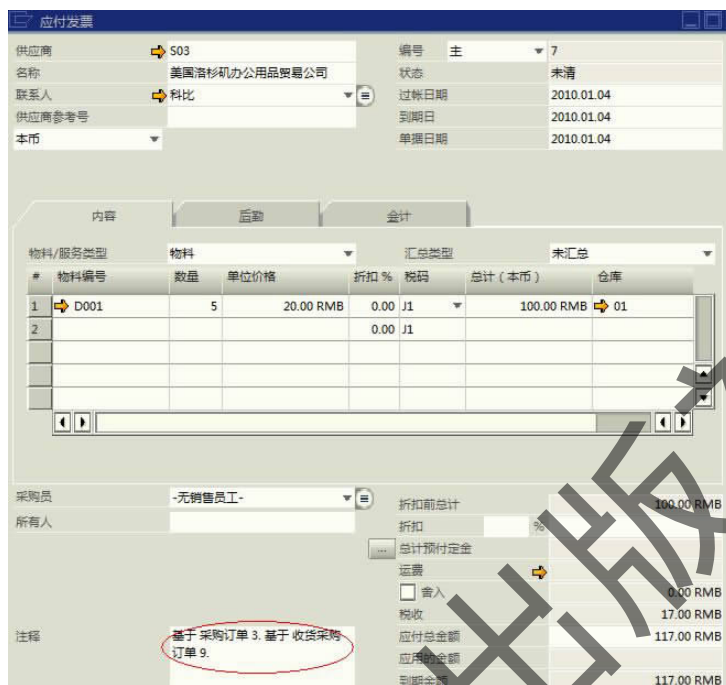 应付发票
供应商 S03 编号 主 7
名称 美国洛杉矶办公用品贸易公司 状态 未清
联系人 科比 过帐日期 2010.01.04
供应商参考号 到期日 2010.01.04
本币 单据日期 2010.01.04
内容 后勤 会计
物料/服务类型 物料 汇总类型 未汇总
# 物料编号 数量 单位价格 折扣 % 税码 总计（本币） 仓库
1 D001 5 20.00 RMB 0.00 J1 100.00 RMB 01
2 0.00 J1
采购员 -无销售员工- 折扣前总计 100.00 RMB
所有人 折扣 %
... 总计预付定金
运费
舍入 0.00 RMB
税收 17.00 RMB
注释 基于 采购订单 3. 基于 收货采购 应付总金额 117.00 RMB
订单 9. 应用的金额
到期金额 117.00 RMB
出版